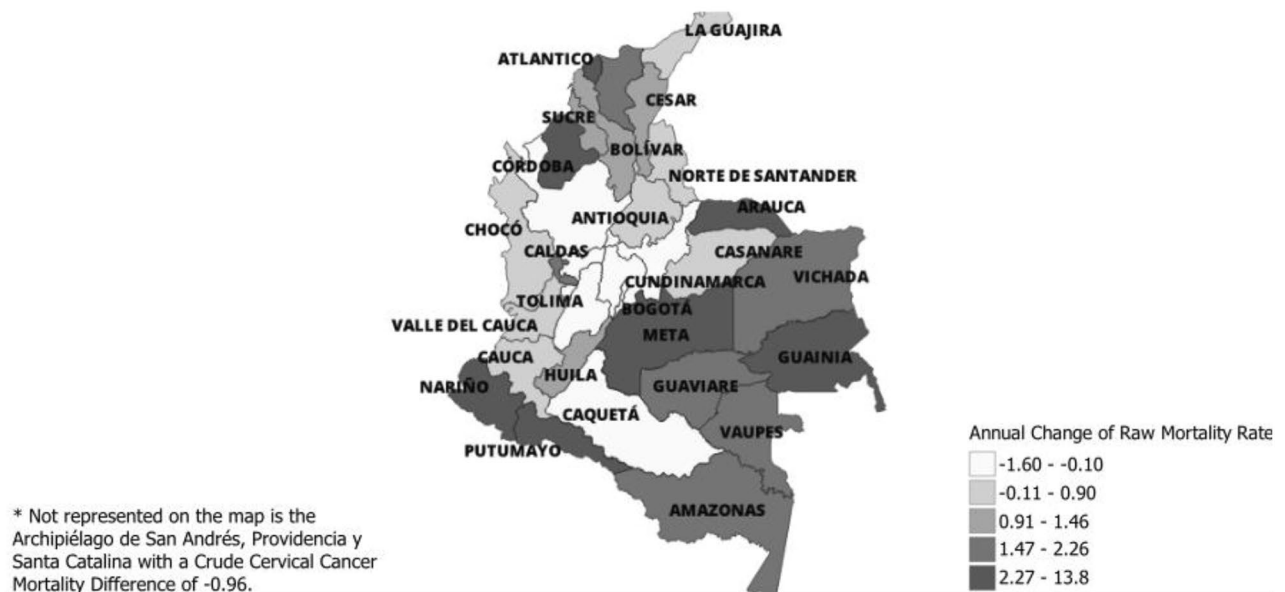 LA GUAJIRA
ATLANTICO
CESAR
SUCRE
BOLÍVAR
CÓRDOBA
NORTE DE SANTANDER
ARAUCA
ANTIOQUIA
CHOCÓ
CALDAS
CASANARE
VICHADA
CUNDINAMARCA
TOLIMA
BOGOTÁ
VALLE DEL CAUCA
META
CAUCA
GUAINIA
HUILA
NARIÑO
GUAVIARE
CAQUETÁ
VAUPES
PUTUMAYO
AMAZONAS
Annual Change of Raw Mortality Rate
-1.60 - -0.10
-0.11 - 0.90
0.91 - 1.46
1.47 - 2.26
2.27 - 13.8
* Not represented on the map is the
Archipiélago de San Andrés, Providencia y
Santa Catalina with a Crude Cervical Cancer
Mortality Difference of -0.96.